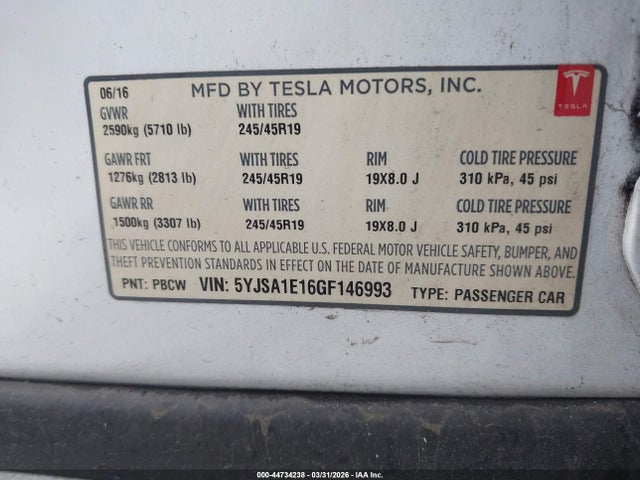 06/16 MFD BY TESLA MOTORS, INC.
TESLA
GVWR WITH TIRES
2590kg (5710 lb) 245/45R19
GAWR FRT WITH TIRES RIM COLD TIRE PRESSURE
1276kg (2813 lb) 245/45R19 19X8.0 J 310 kPa, 45 psi
GAWR RR WITH TIRES RIM COLD TIRE PRESSURE
1500kg (3307 lb) 245/45R19 19X8.0 J 310 kPa, 45 psi
THIS VEHICLE CONFORMS TO ALL APPLICABLE U.S. FEDERAL MOTOR VEHICLE SAFETY, BUMPER, AND
THEFT PREVENTION STANDARDS IN EFFECT ON THE DATE OF MANUFACTURE SHOWN ABOVE.
PNT: PBCW VIN: 5YJSA1E16GF146993 TYPE: PASSENGER CAR
000-44734238 - 03/31/2026 - IAA Inc.